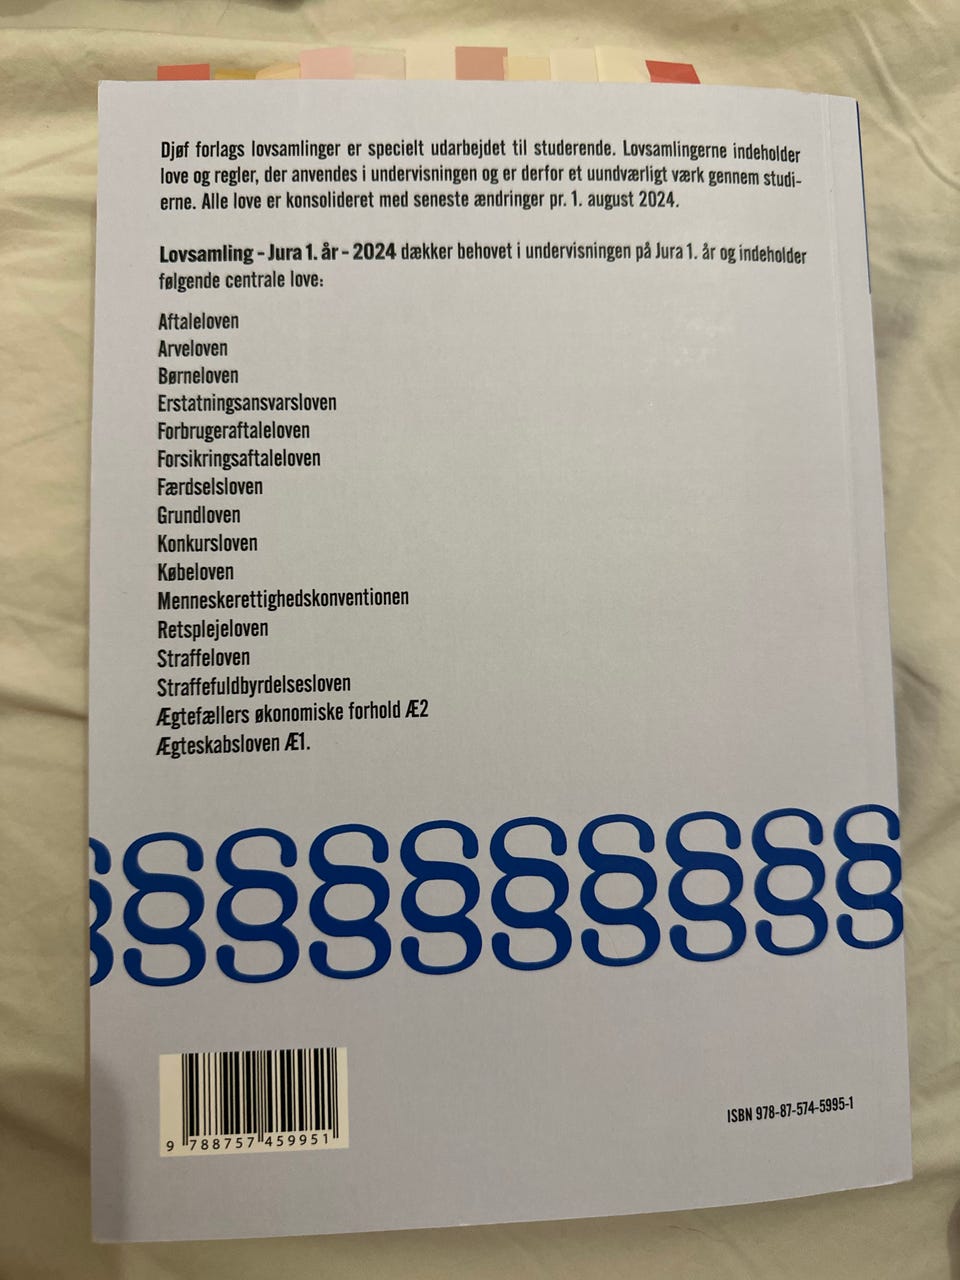 Djøf forlags lovsamlinger er specielt udarbejdet til studerende. Lovsamlingerne indeholder
love og regler, der anvendes i undervisningen og er derfor et uundværligt værk gennem studi-
erne. Alle love er konsolideret med seneste ændringer pr. 1. august 2024.
Lovsamling – Jura 1. år – 2024 dækker behovet i undervisningen på Jura 1. år og indeholder
følgende centrale love:
Aftaleloven
Arveloven
Børneloven
Erstatningsansvarsloven
Forbrugeraftaleloven
Forsikringsaftaleloven
Færdselsloven
Grundloven
Konkursloven
Købeloven
Menneskerettighedskonventionen
Retsplejeloven
Straffeloven
Straffefuldbyrdelsesloven
Ægtefællers økonomiske forhold Æ2
Ægteskabsloven Æ1.
§§§§§§§§§§
9 788757 459951
ISBN 978-87-574-5995-1